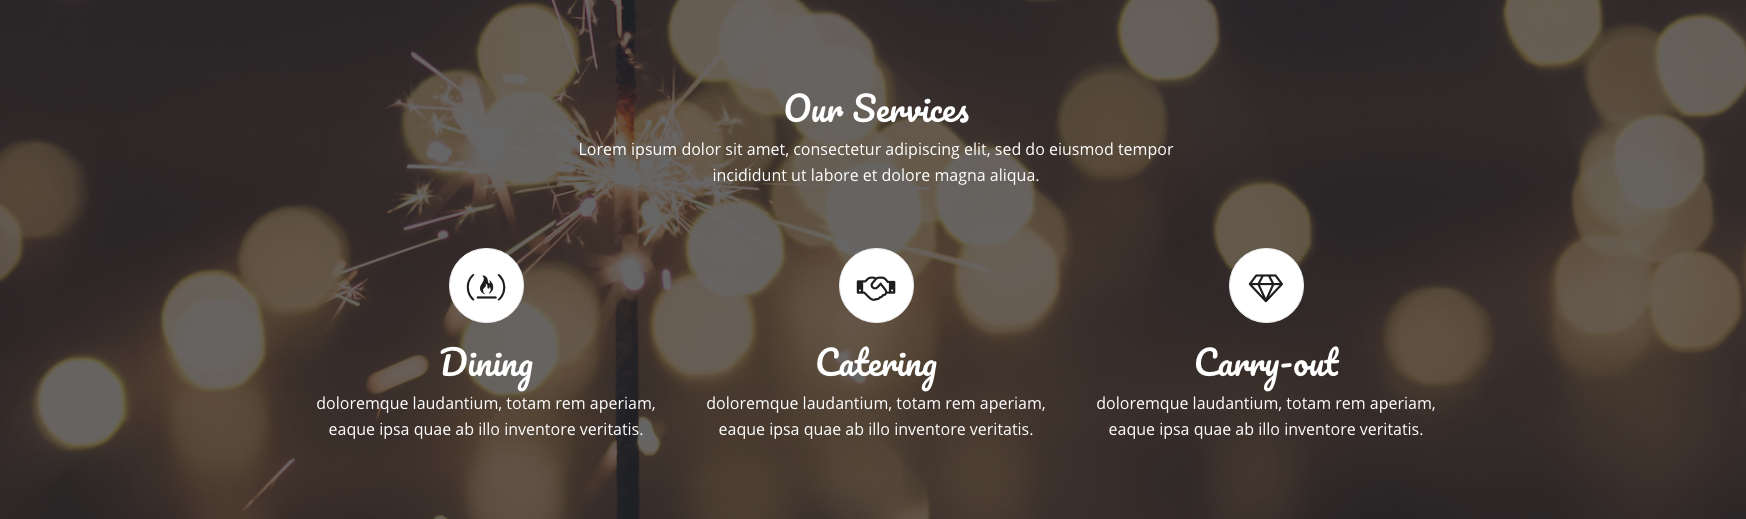 Our Services
Lorem ipsum dolor sit amet, consectetur adipiscing elit, sed do eiusmod tempor
incididunt ut labore et dolore magna aliqua.
Dining
doloremque laudantium, totam rem aperiam,
eaque ipsa quae ab illo inventore veritatis.
Catering
doloremque laudantium, totam rem aperiam,
eaque ipsa quae ab illo inventore veritatis.
Carry-out
doloremque laudantium, totam rem aperiam,
eaque ipsa quae ab illo inventore veritatis.